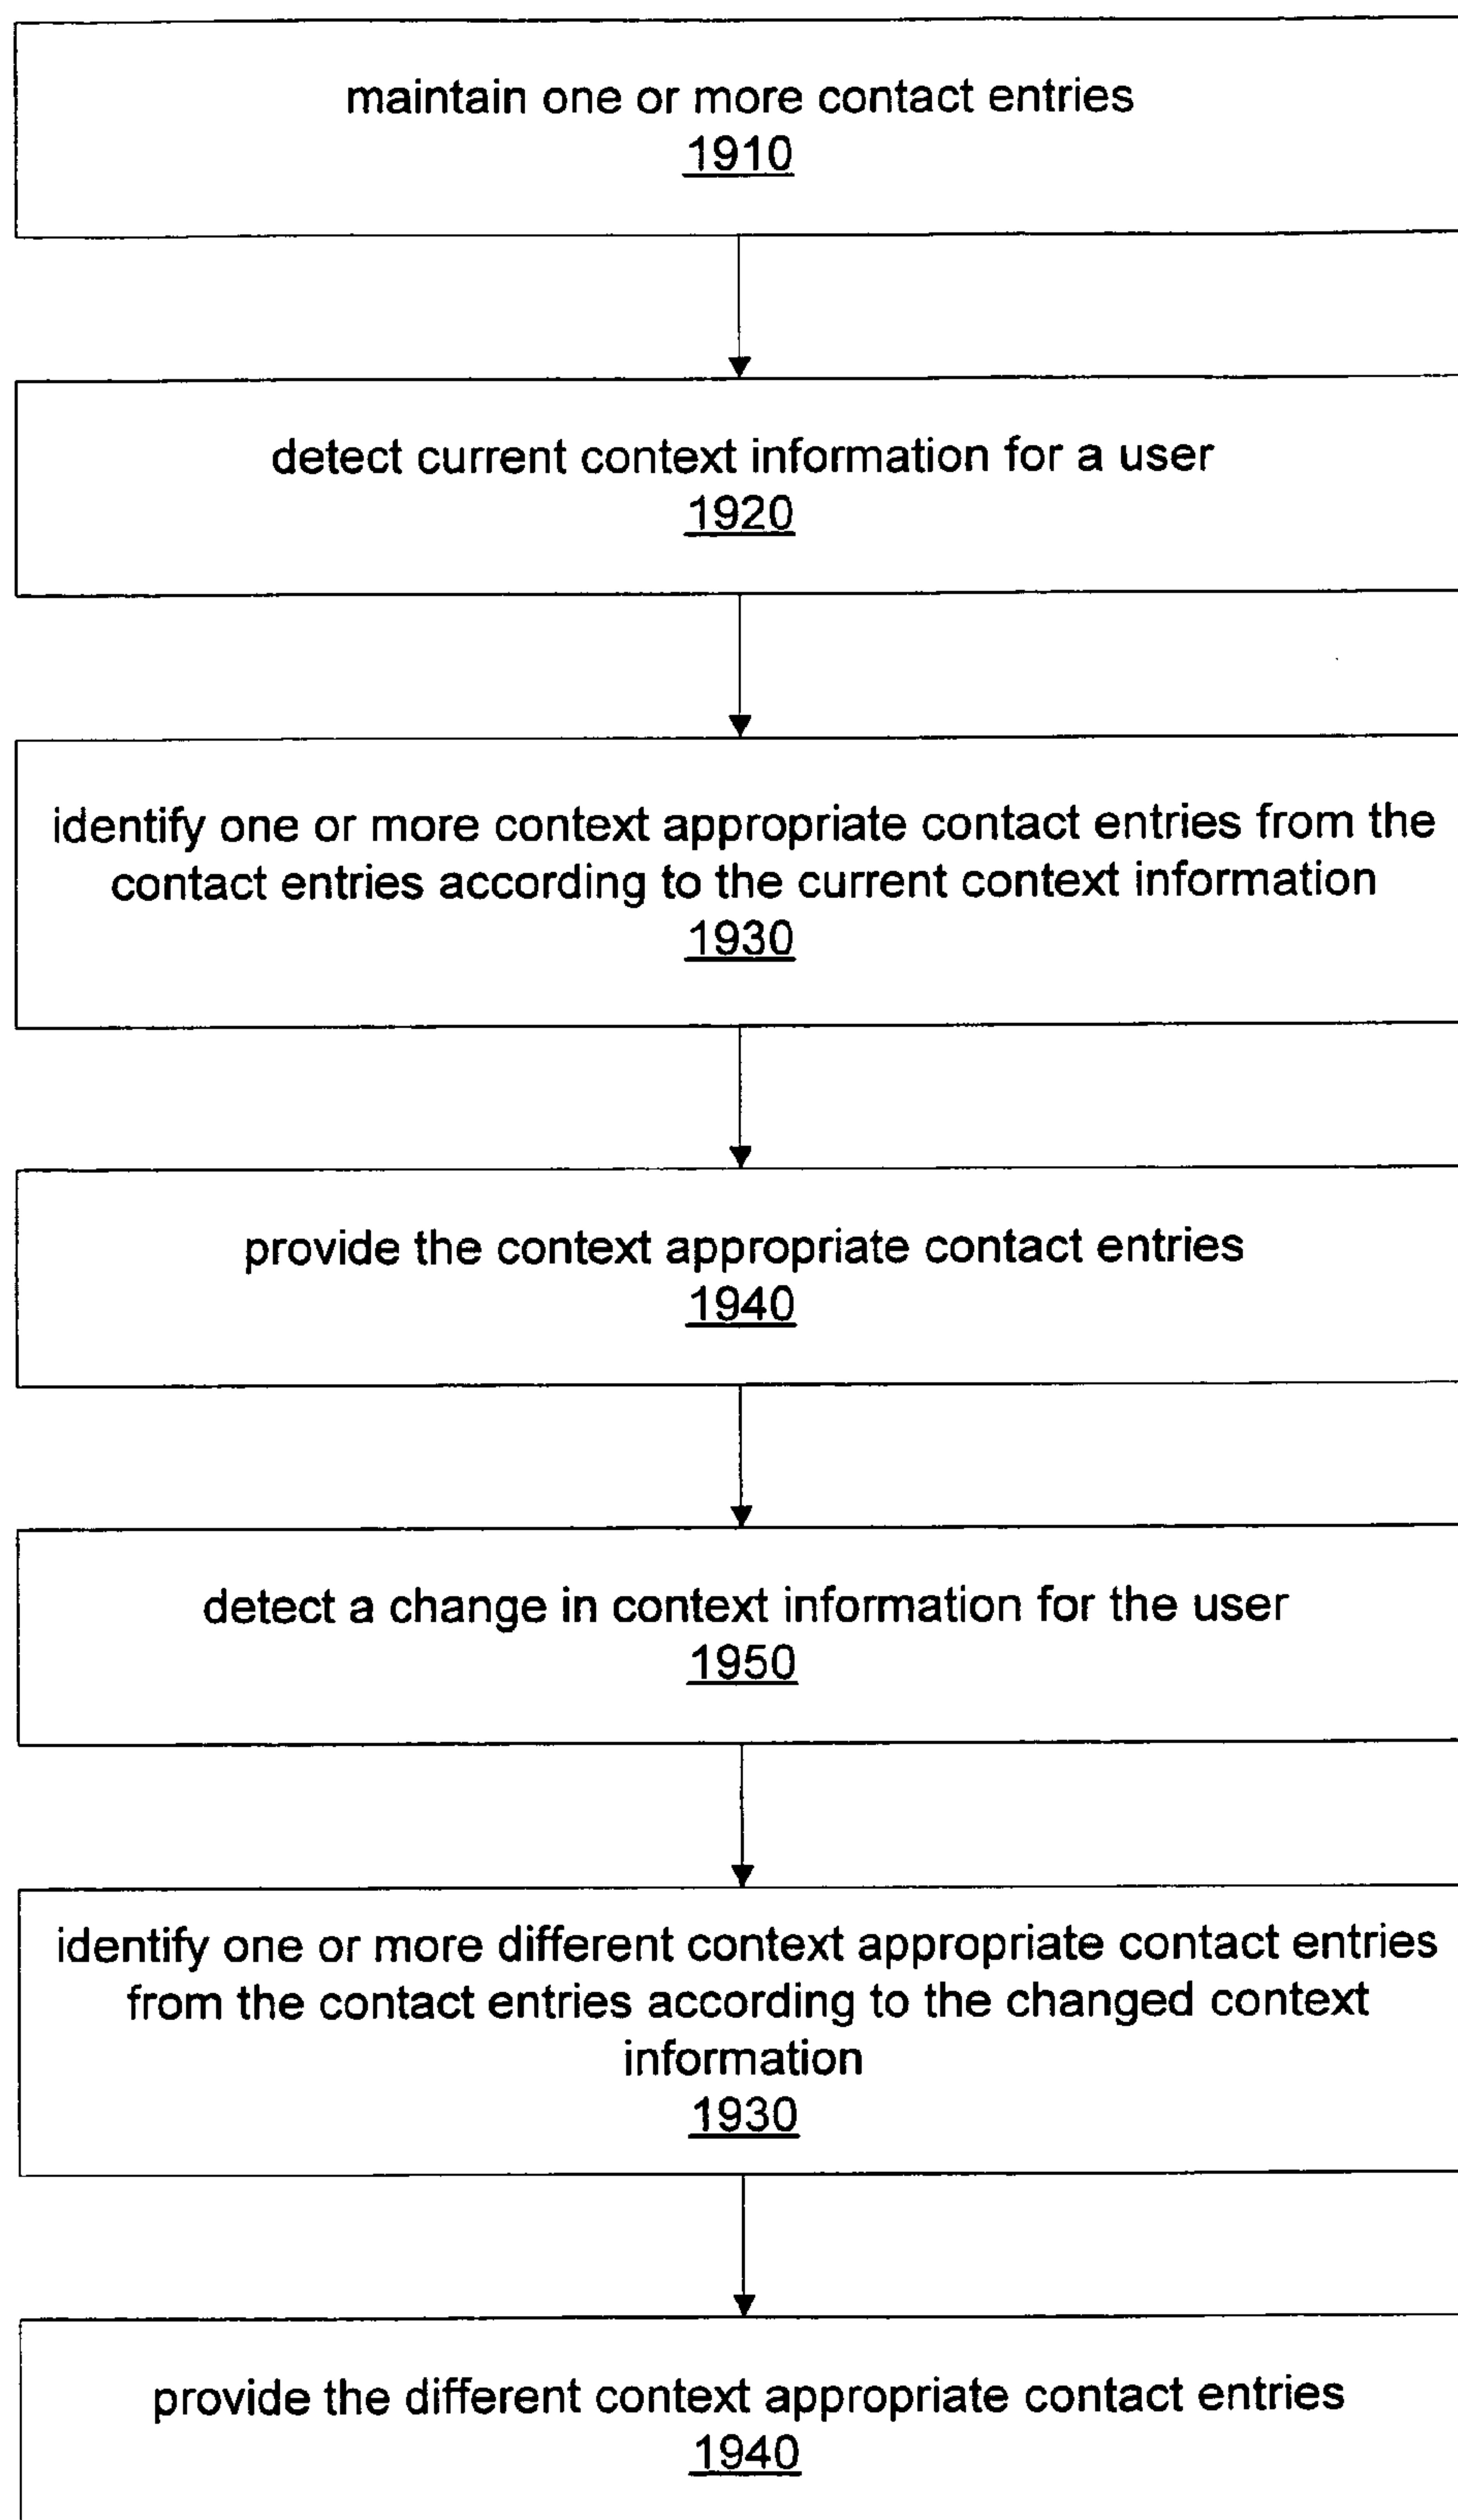 maintain one or more contact entries
1910
detect current context information for a user
1920
identify one or more context appropriate contact entries from the
contact entries according to the current context information
1930
provide the context appropriate contact entries
1940
detect a change in context information for the user
1950
identify one or more different context appropriate contact entries
from the contact entries according to the changed context
information
1930
provide the different context appropriate contact entries
1940